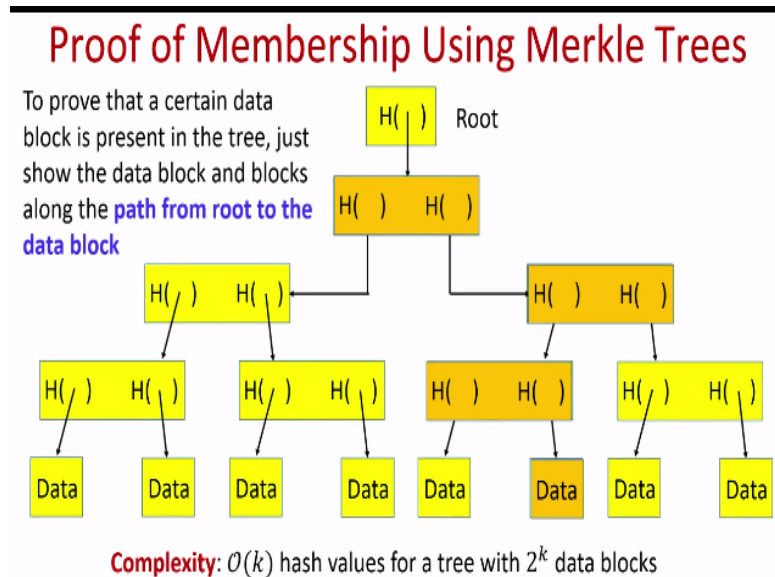 Proof of Membership Using Merkle Trees
To prove that a certain data
block is present in the tree, just
show the data block and blocks
along the path from root to the
data block
H( ) Root
H( ) H( )
H( ) H( ) H( ) H( )
H( ) H( ) H( ) H( ) H( ) H( ) H( ) H( )
Data Data Data Data Data Data Data Data
Complexity: 𝒪(k) hash values for a tree with 2^k data blocks